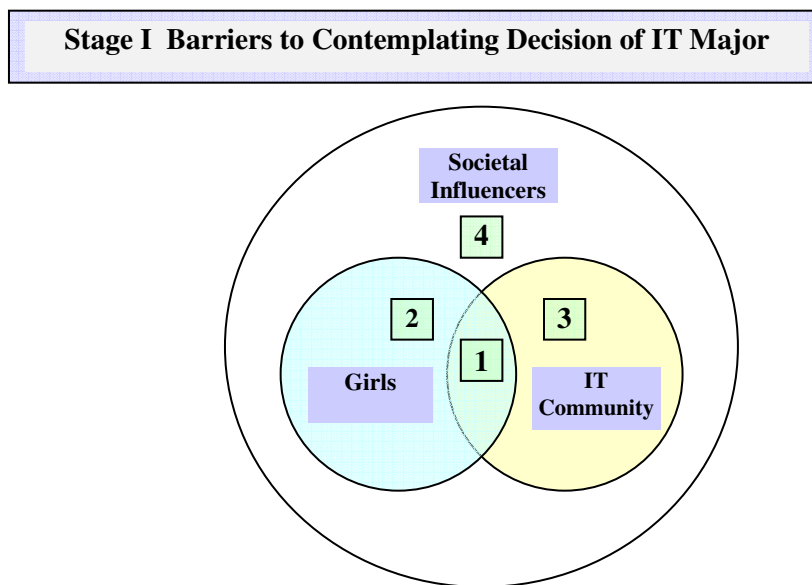 Stage I Barriers to Contemplating Decision of IT Major
Societal
Influencers
4
2
3
1
Girls
IT
Community